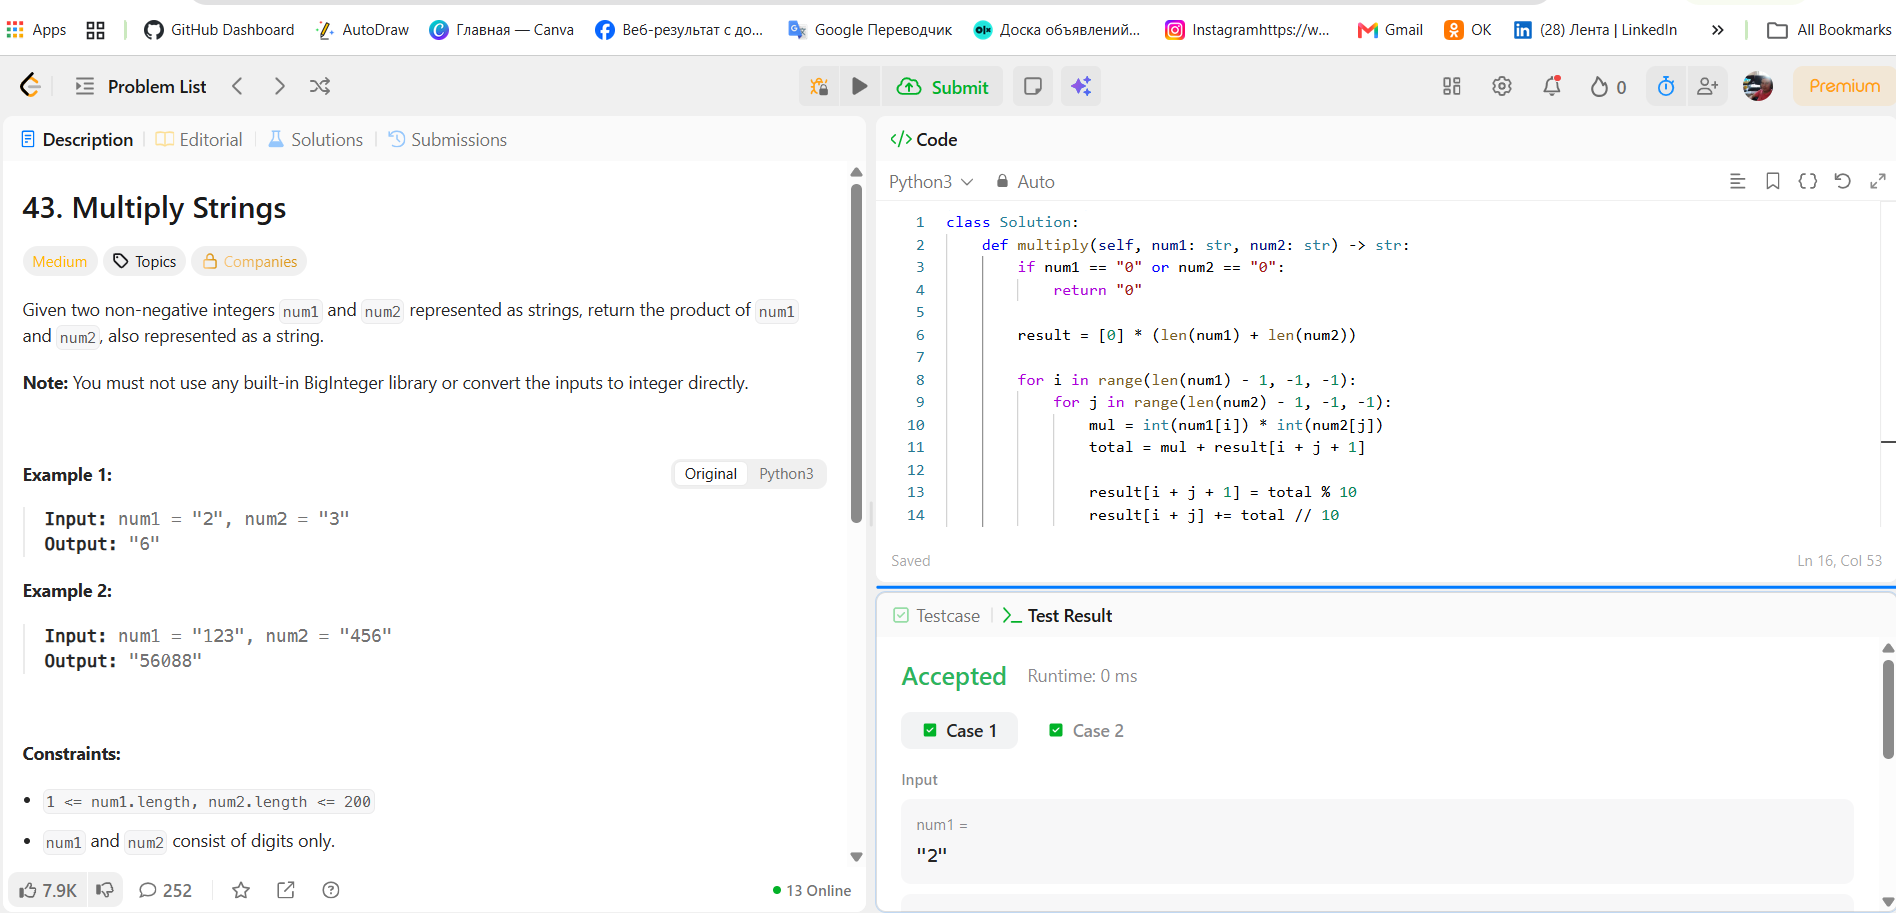 Apps GitHub Dashboard AutoDraw Главная — Canva Веб-результат с до... Google Переводчик Доска объявлений... Instagramhttps://w... Gmail OK (28) Лента | LinkedIn » All Bookmarks
Problem List Submit 0 Premium
Description Editorial Solutions Submissions
43. Multiply Strings
Medium Topics Companies
Given two non-negative integers num1 and num2 represented as strings, return the product of num1
and num2, also represented as a string.
Note: You must not use any built-in BigInteger library or convert the inputs to integer directly.
Example 1:
Original Python3
Input: num1 = "2", num2 = "3"
Output: "6"
Example 2:
Input: num1 = "123", num2 = "456"
Output: "56088"
Constraints:
• 1 <= num1.length, num2.length <= 200
• num1 and num2 consist of digits only.
7.9K 252 13 Online
</> Code
Python3 Auto
1 class Solution:
2 def multiply(self, num1: str, num2: str) -> str:
3 if num1 == "0" or num2 == "0":
4 return "0"
5
6 result = [0] * (len(num1) + len(num2))
7
8 for i in range(len(num1) - 1, -1, -1):
9 for j in range(len(num2) - 1, -1, -1):
10 mul = int(num1[i]) * int(num2[j])
11 total = mul + result[i + j + 1]
12
13 result[i + j + 1] = total % 10
14 result[i + j] += total // 10
Saved Ln 16, Col 53
Testcase Test Result
Accepted Runtime: 0 ms
Case 1 Case 2
Input
num1 =
"2"